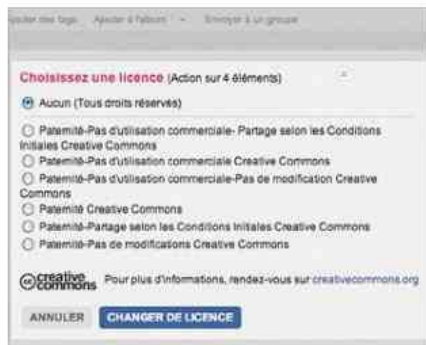 Ajouter des tags Ajouter à l'album Envoyer à un groupe
Choisissez une licence (Action sur 4 éléments)
Aucun (Tous droits réservés)
Paternité-Pas d'utilisation commerciale- Partage selon les Conditions
Initiales Creative Commons
Paternité-Pas d'utilisation commerciale Creative Commons
Paternité-Pas d'utilisation commerciale-Pas de modification Creative
Commons
Paternité Creative Commons
Paternité-Partage selon les Conditions Initiales Creative Commons
Paternité-Pas de modifications Creative Commons
cc creative commons Pour plus d'informations, rendez-vous sur creativecommons.org
ANNULER CHANGER DE LICENCE